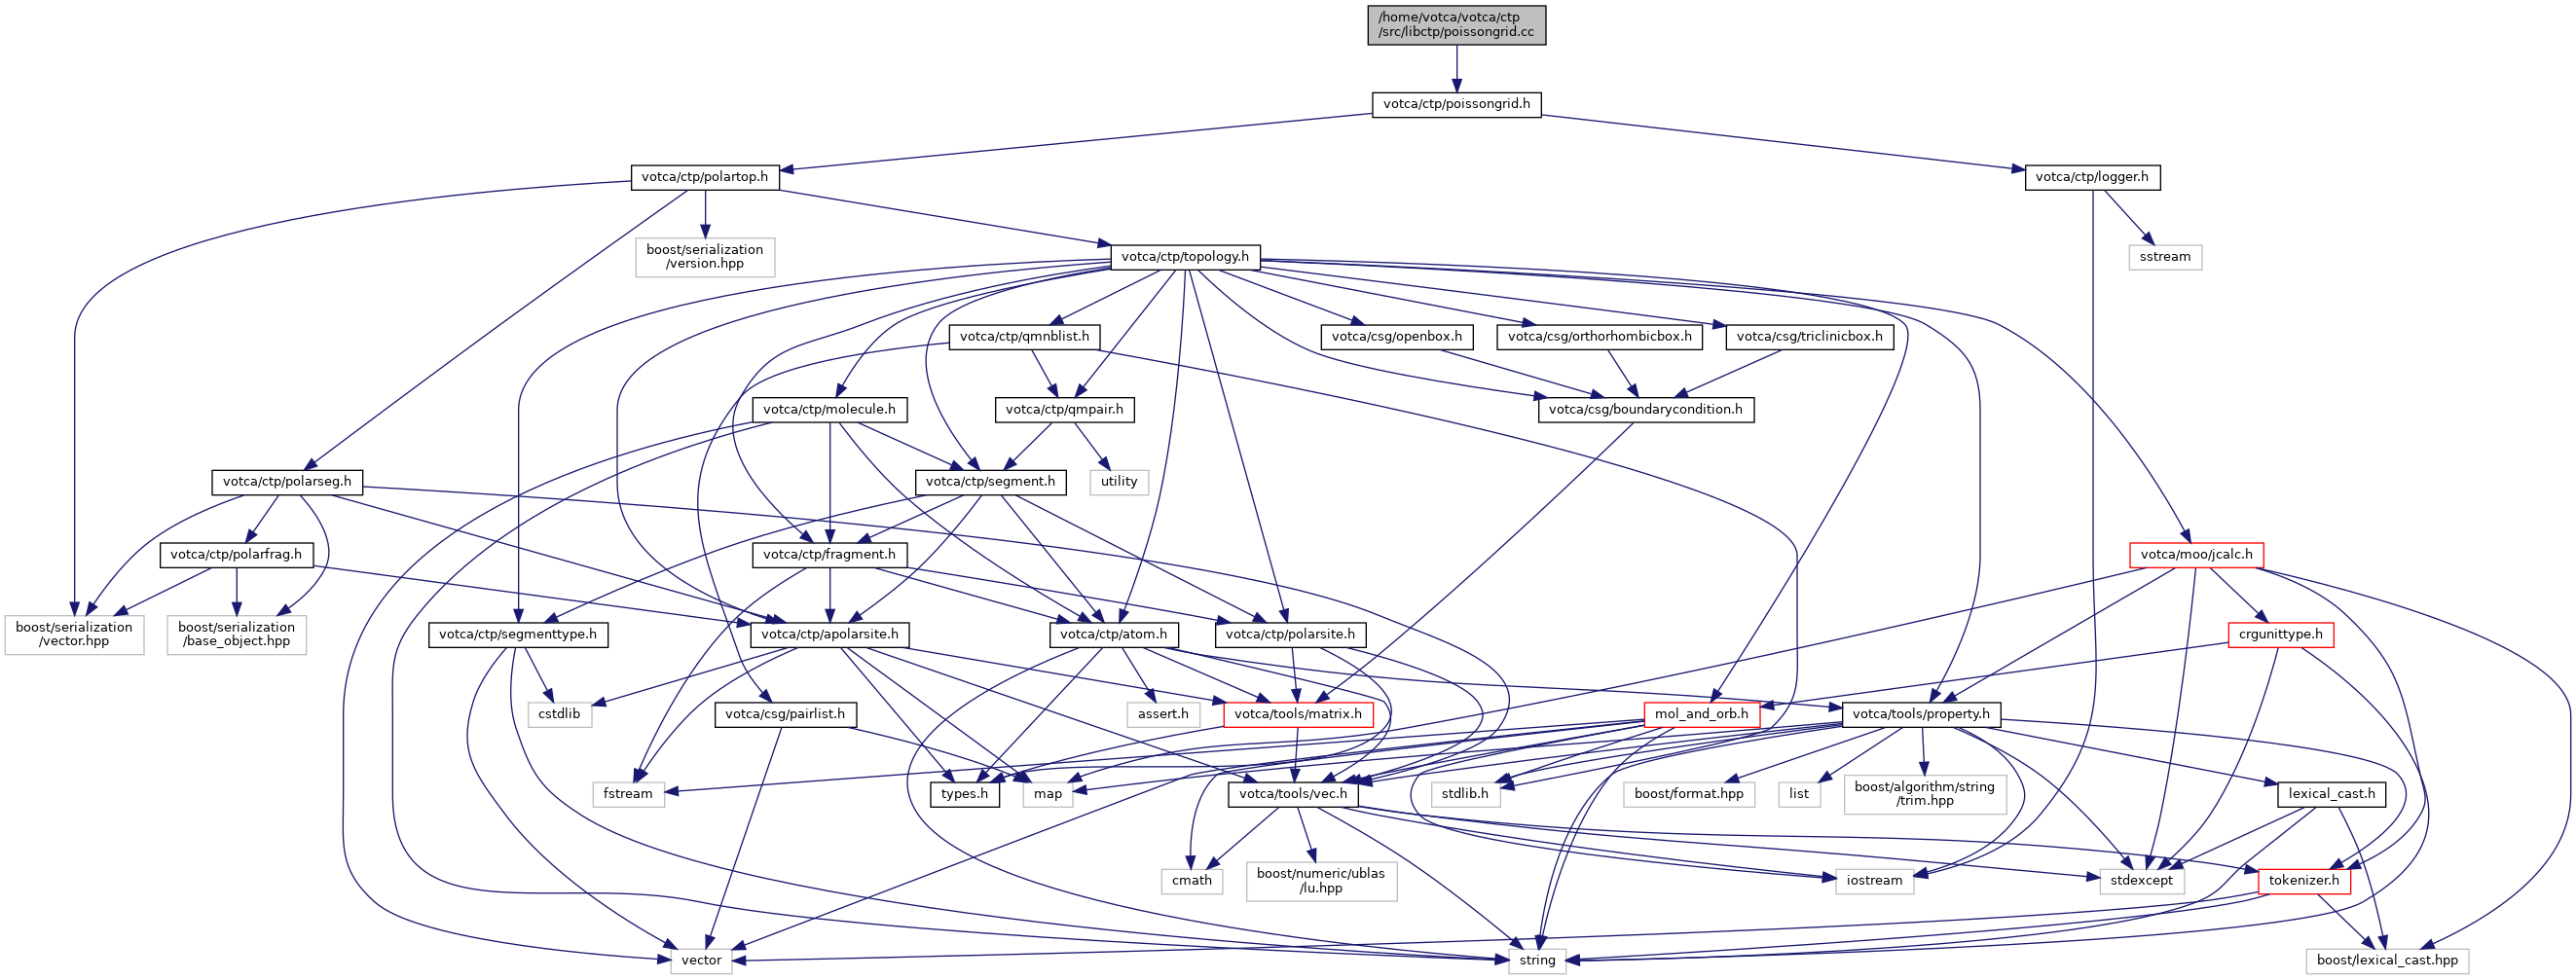 /home/votca/votca/ctp
/src/libctp/poissongrid.cc
votca/ctp/poissongrid.h
votca/ctp/polartop.h
votca/ctp/logger.h
boost/serialization
/version.hpp
votca/ctp/topology.h
sstream
votca/ctp/qmnblist.h
votca/csg/openbox.h
votca/csg/orthorhombicbox.h
votca/csg/triclinicbox.h
votca/ctp/molecule.h
votca/ctp/qmpair.h
votca/csg/boundarycondition.h
votca/ctp/polarseg.h
votca/ctp/segment.h
utility
votca/ctp/polarfrag.h
votca/ctp/fragment.h
votca/moo/jcalc.h
boost/serialization
/vector.hpp
boost/serialization
/base_object.hpp
votca/ctp/segmenttype.h
votca/ctp/apolarsite.h
votca/ctp/atom.h
votca/ctp/polarsite.h
crgunittype.h
cstdlib
votca/csg/pairlist.h
assert.h
votca/tools/matrix.h
mol_and_orb.h
votca/tools/property.h
fstream
types.h
map
votca/tools/vec.h
stdlib.h
boost/format.hpp
list
boost/algorithm/string
/trim.hpp
lexical_cast.h
cmath
boost/numeric/ublas
/lu.hpp
iostream
stdexcept
tokenizer.h
vector
string
boost/lexical_cast.hpp